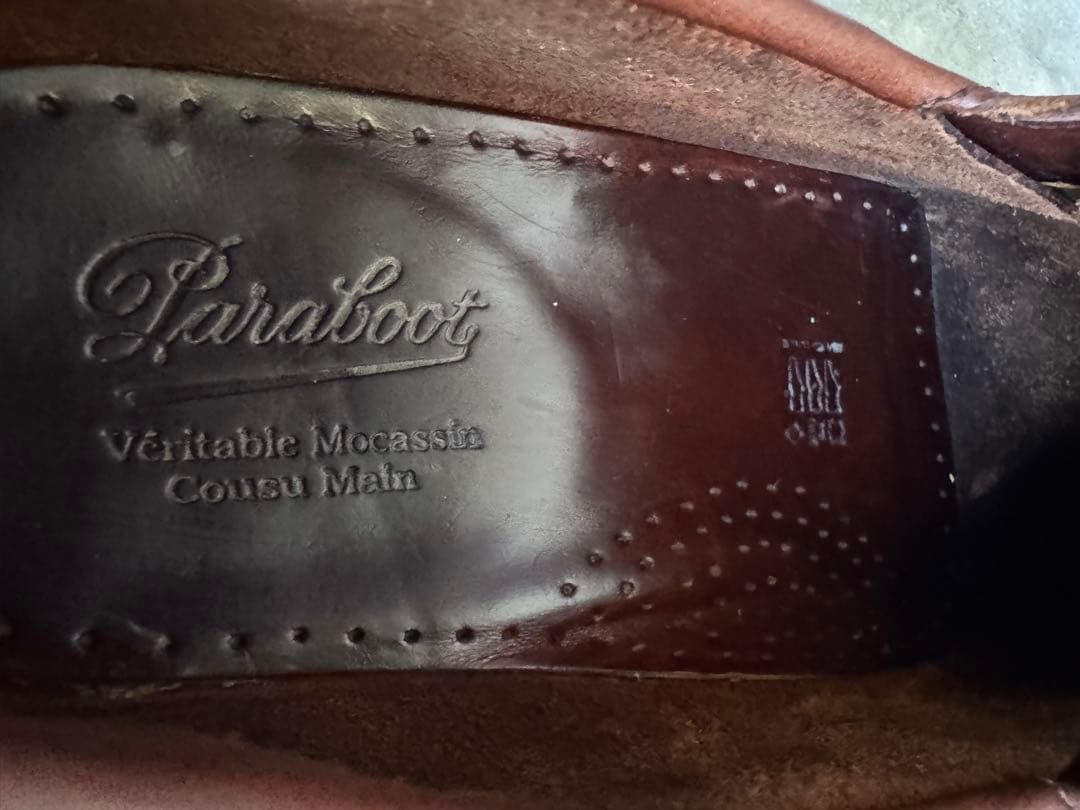 Paraboot
Véritable Mocassin
Cousu Main